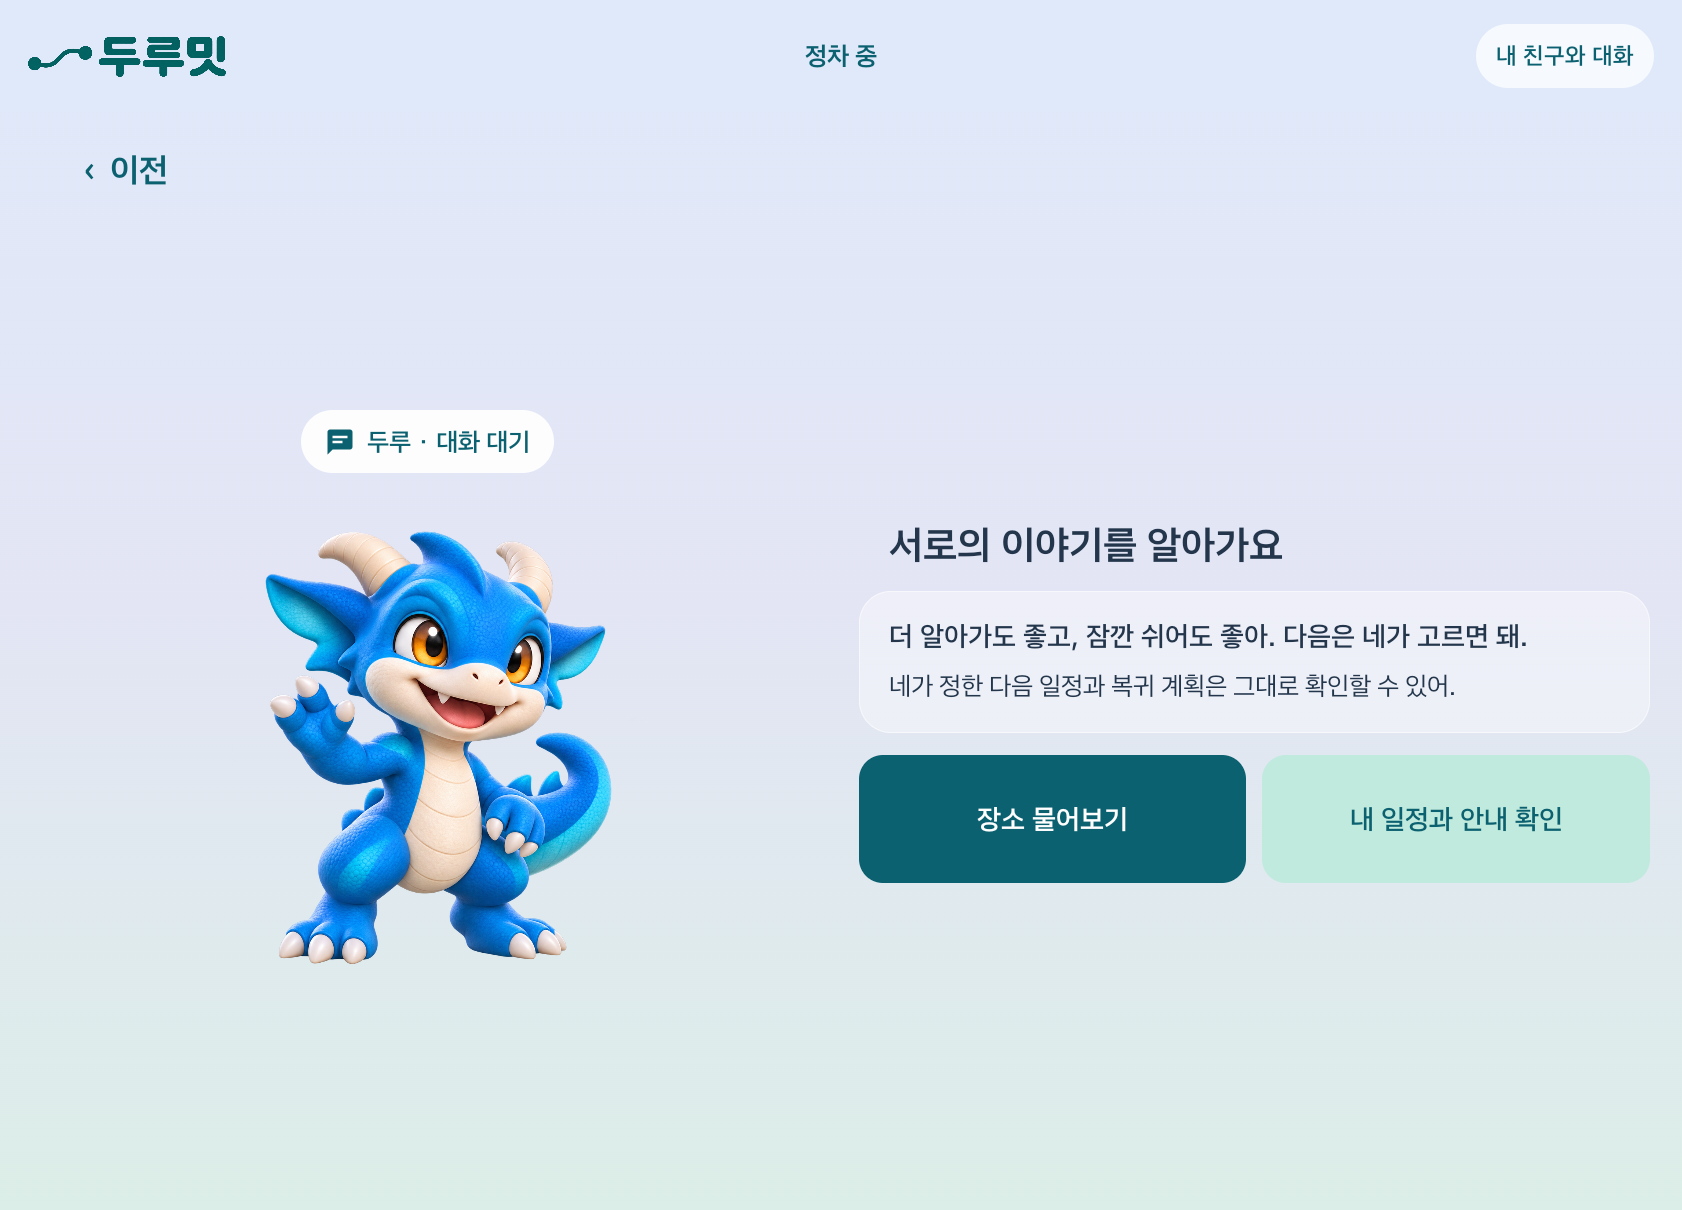 두루밋
정차 중
내 친구와 대화
‹ 이전
두루 · 대화 대기
서로의 이야기를 알아가요
더 알아가도 좋고, 잠깐 쉬어도 좋아. 다음은 네가 고르면 돼.
네가 정한 다음 일정과 복귀 계획은 그대로 확인할 수 있어.
장소 물어보기
내 일정과 안내 확인